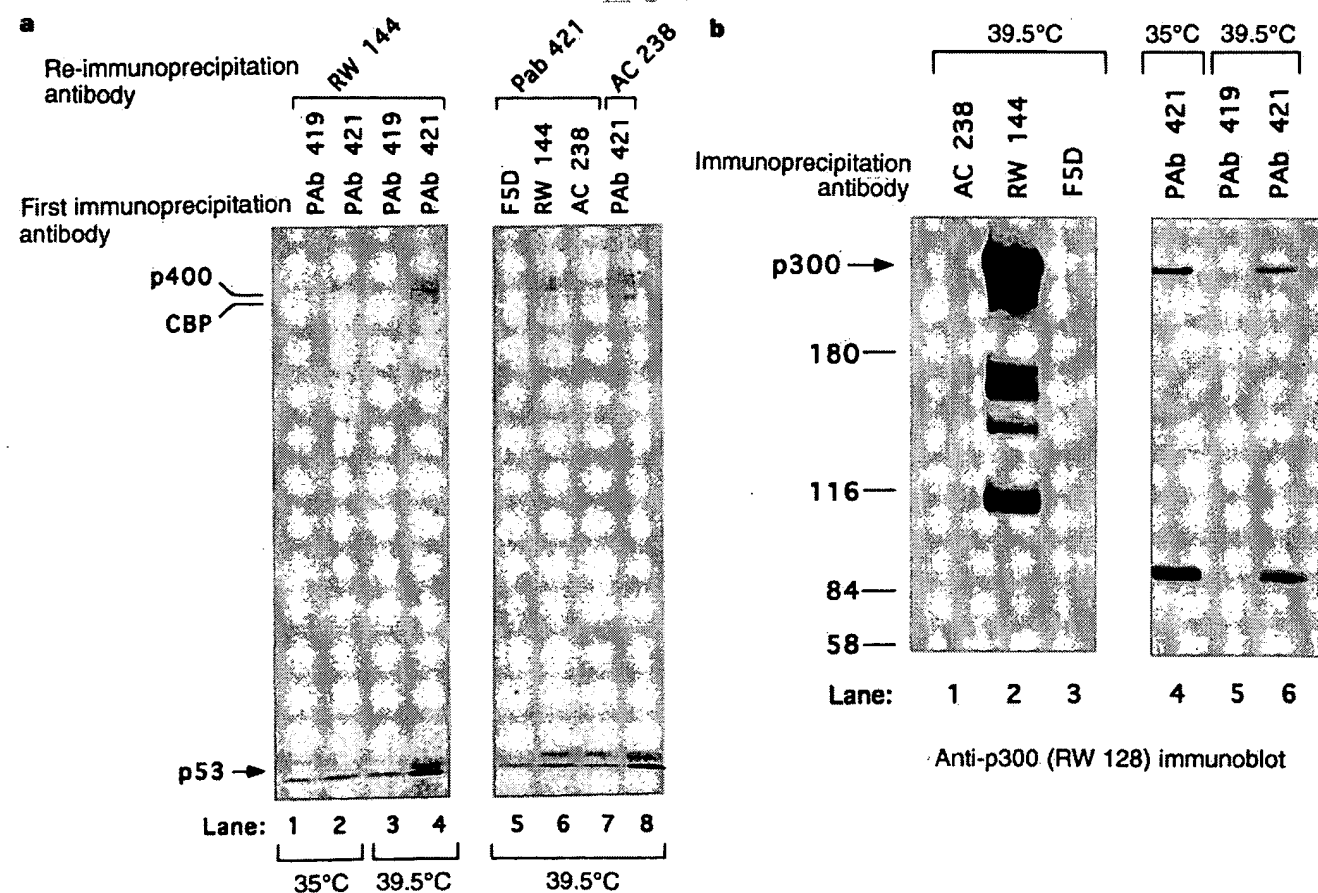 a
Re-immunoprecipitation
antibody
RW 144
Pab 421
AC 238
First immunoprecipitation
antibody
PAb 419
PAb 421
PAb 419
PAb 421
F5D
RW 144
AC 238
PAb 421
p400
CBP
p53
Lane: 1 2 3 4 5 6 7 8
35°C 39.5°C 39.5°C
b
39.5°C 35°C 39.5°C
Immunoprecipitation
antibody
AC 238
RW 144
F5D
PAb 421
PAb 419
PAb 421
p300
180
116
84
58
Lane: 1 2 3 4 5 6
Anti-p300 (RW 128) immunoblot